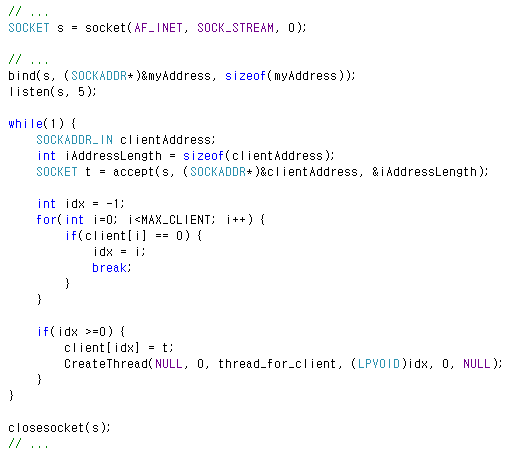 // ...
SOCKET s = socket(AF_INET, SOCK_STREAM, 0);

// ...
bind(s, (SOCKADDR*)&myAddress, sizeof(myAddress));
listen(s, 5);

while(1) {
    SOCKADDR_IN clientAddress;
    int iAddressLength = sizeof(clientAddress);
    SOCKET t = accept(s, (SOCKADDR*)&clientAddress, &iAddressLength);

    int idx = -1;
    for(int i=0; i<MAX_CLIENT; i++) {
        if(client[i] == 0) {
            idx = i;
            break;
        }
    }

    if(idx >=0) {
        client[idx] = t;
        CreateThread(NULL, 0, thread_for_client, (LPVOID)idx, 0, NULL);
    }
}

closesocket(s);
// ...